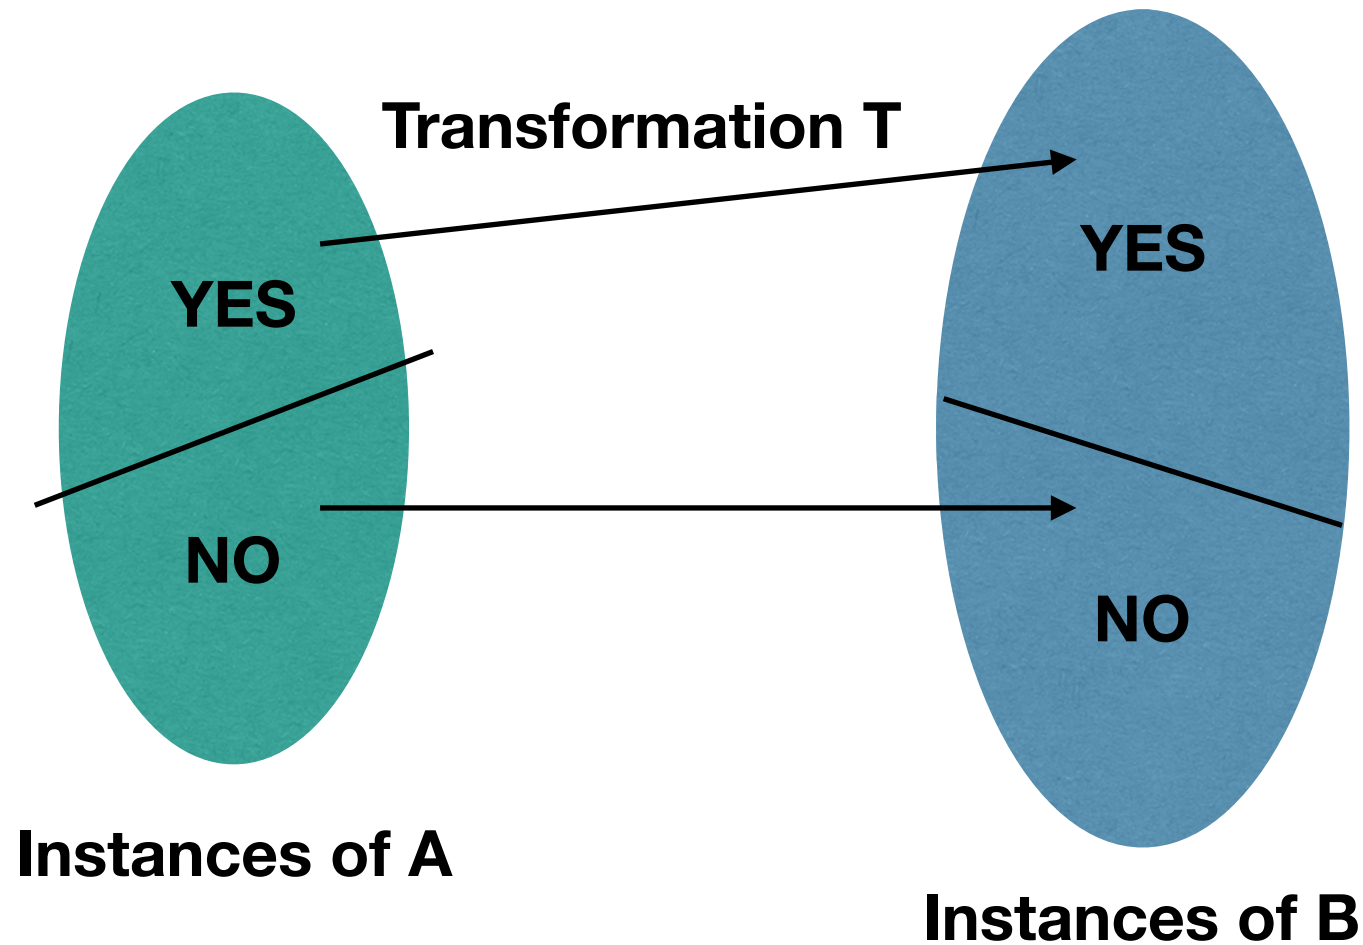 Transformation T
YES
YES
NO
NO
Instances of A
Instances of B